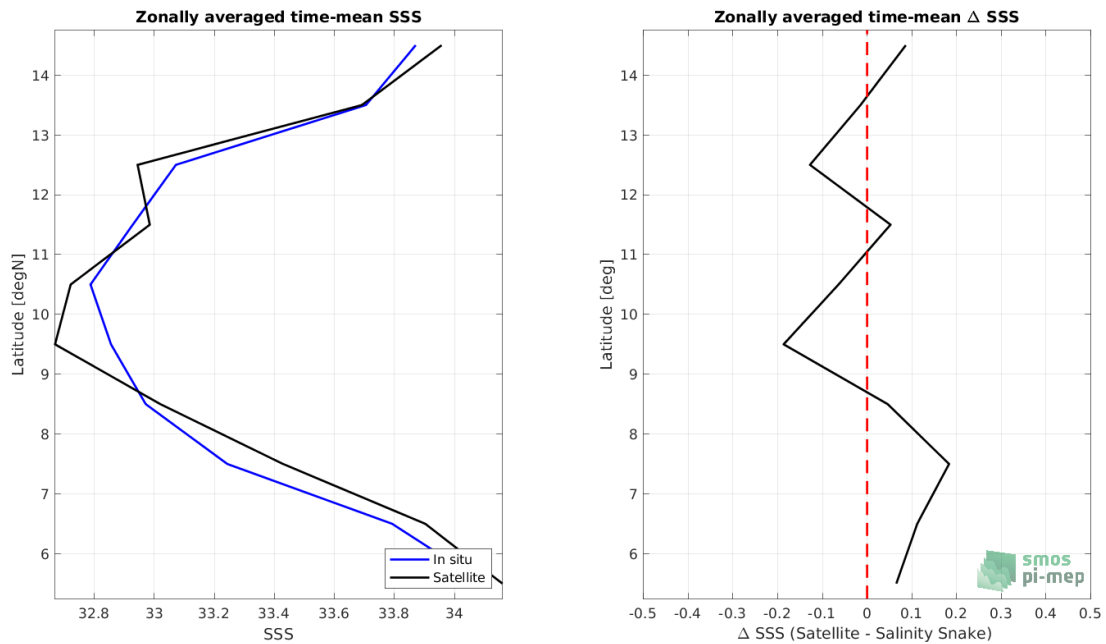 Zonally averaged time-mean SSS
14
13
12
11
10
9
8
7
6
Latitude [degN]
In situ
Satellite
32.8 33 33.2 33.4 33.6 33.8 34
SSS
Zonally averaged time-mean Δ SSS
14
13
12
11
10
9
8
7
6
Latitude [deg]
smos
pi-mep
-0.5 -0.4 -0.3 -0.2 -0.1 0 0.1 0.2 0.3 0.4 0.5
Δ SSS (Satellite - Salinity Snake)